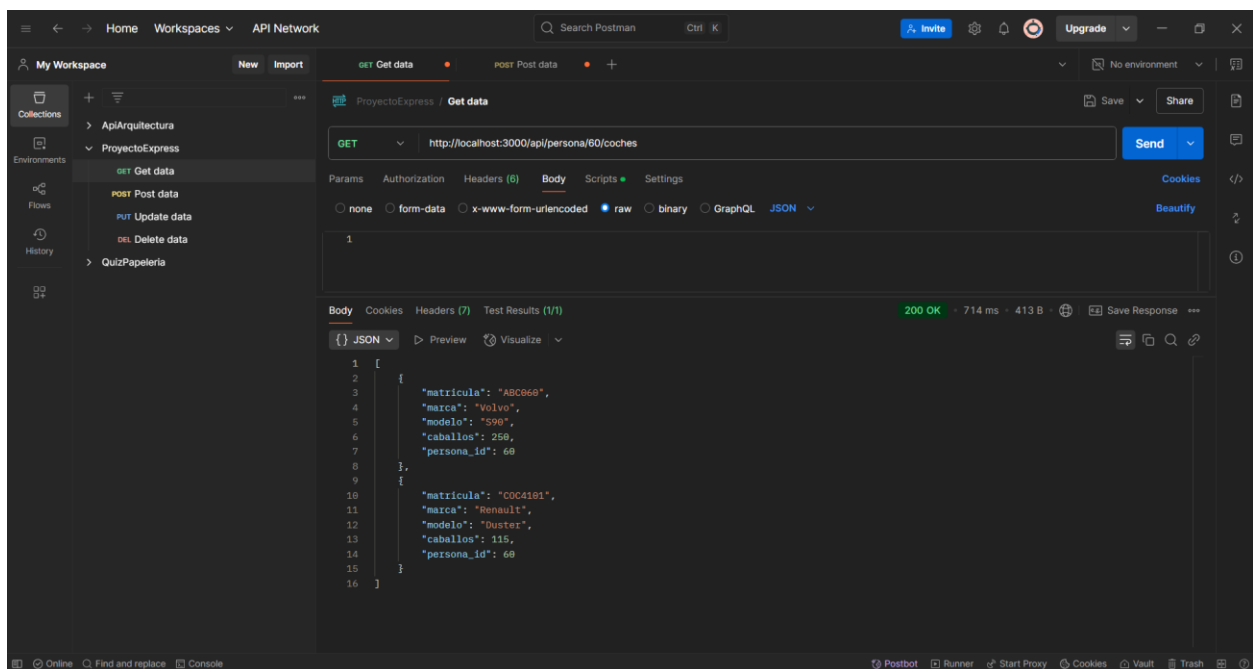 Home Workspaces API Network Search Postman Ctrl K Invite Upgrade
My Workspace New Import GET Get data POST Post data No environment
Collections
Environments
Flows
History
ApiArquitectura
ProyectoExpress
GET Get data
POST Post data
PUT Update data
DEL Delete data
QuizPapeleria
HTTP ProyectoExpress / Get data Save Share
GET http://localhost:3000/api/persona/60/coches Send
Params Authorization Headers (6) Body Scripts Settings Cookies
none form-data x-www-form-urlencoded raw binary GraphQL JSON Beautify
1
Body Cookies Headers (7) Test Results (1/1) 200 OK 714 ms 413 B Save Response
{} JSON Preview Visualize
1 [
2 {
3 "matricula": "ABC060",
4 "marca": "Volvo",
5 "modelo": "S90",
6 "caballos": 250,
7 "persona_id": 60
8 },
9 {
10 "matricula": "COC4101",
11 "marca": "Renault",
12 "modelo": "Duster",
13 "caballos": 115,
14 "persona_id": 60
15 }
16 ]
Online Find and replace Console Postbot Runner Start Proxy Cookies Vault Trash